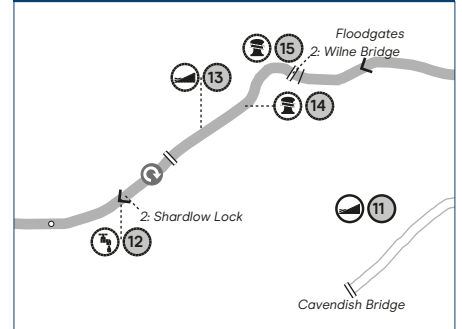 Floodgates
15
2: Wilne Bridge
13
14
11
2: Shardlow Lock
12
Cavendish Bridge